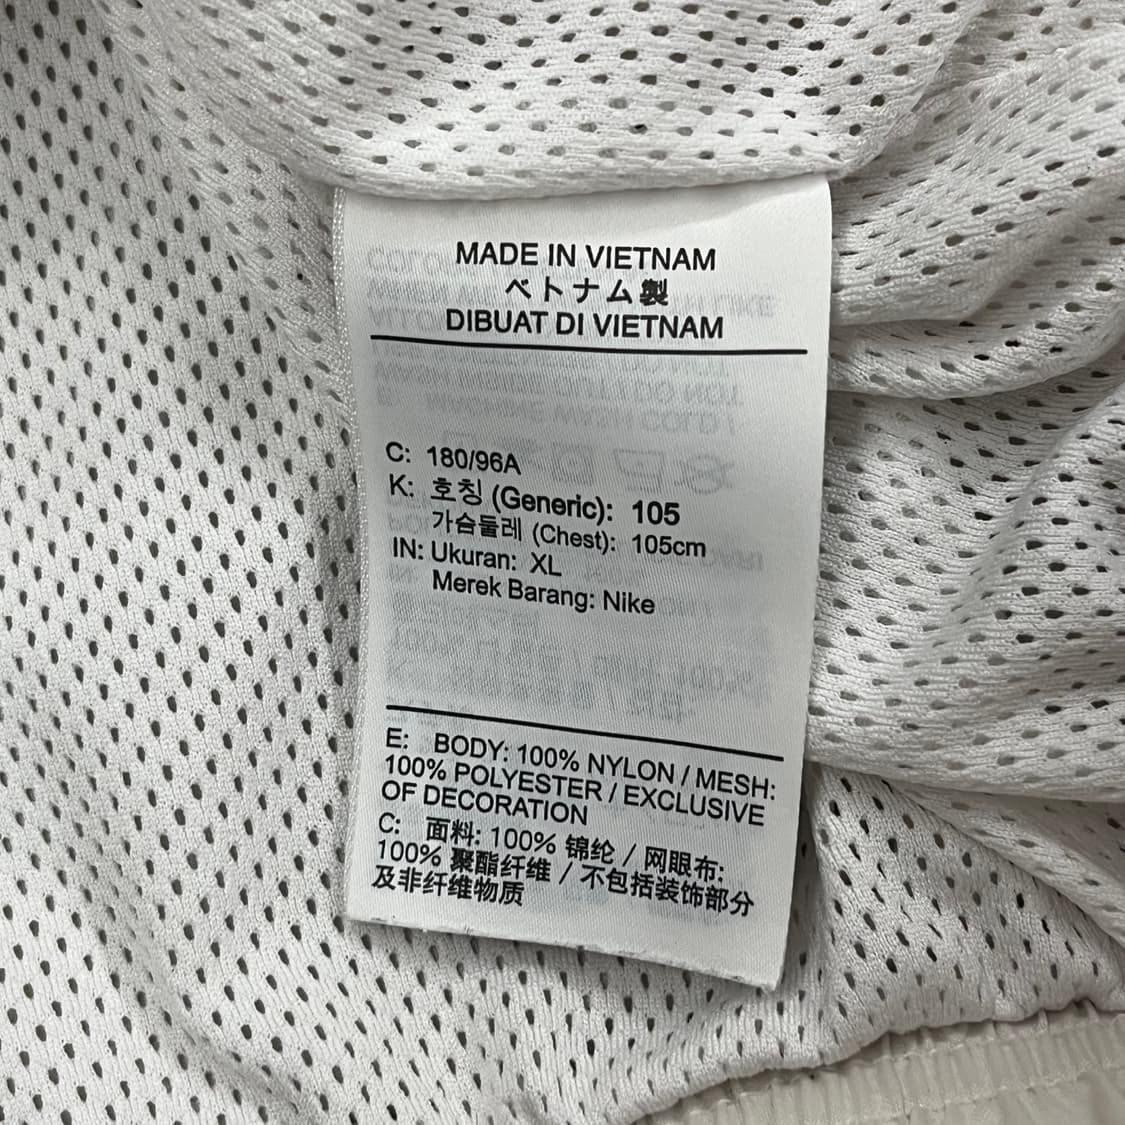 MADE IN VIETNAM
ベトナム製
DIBUAT DI VIETNAM
C: 180/96A
K: 호칭 (Generic): 105
가슴둘레 (Chest): 105cm
IN: Ukuran: XL
Merek Barang: Nike
E: BODY: 100% NYLON / MESH:
100% POLYESTER / EXCLUSIVE
OF DECORATION
C: 面料: 100% 锦纶 / 网眼布:
100% 聚酯纤维 / 不包括装饰部分
及非纤维物质